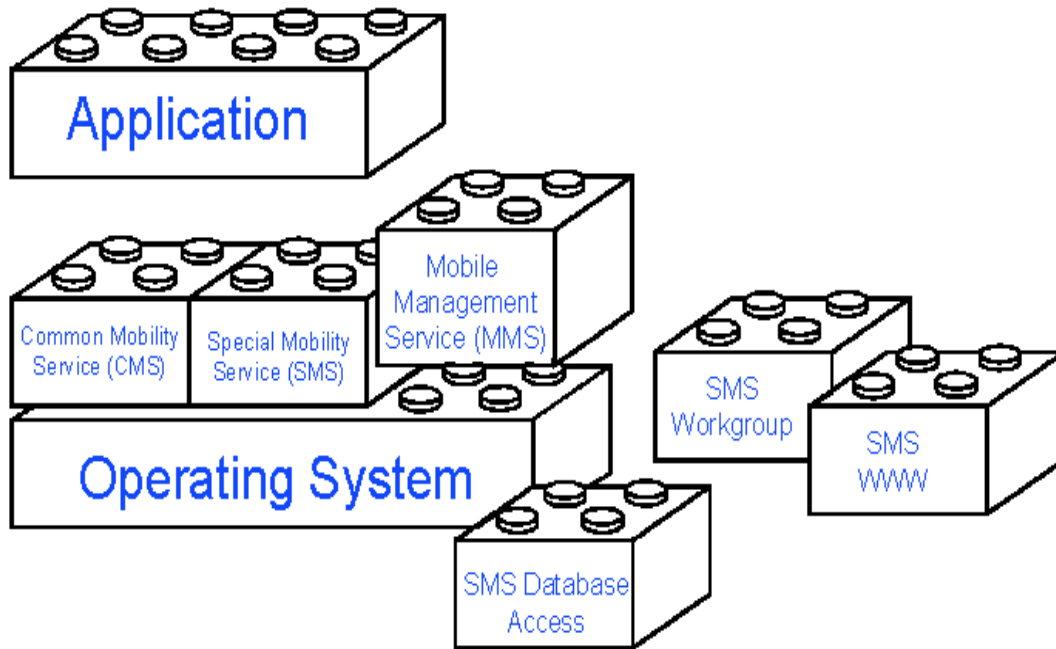 Application
Mobile
Management
Service (MMS)
Common Mobility
Service (CMS)
Special Mobility
Service (SMS)
SMS
Workgroup
SMS
WWW
Operating System
SMS Database
Access